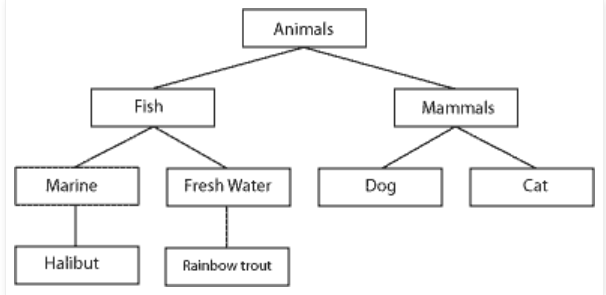 Animals
Fish
Mammals
Marine
Fresh Water
Dog
Cat
Halibut
Rainbow trout